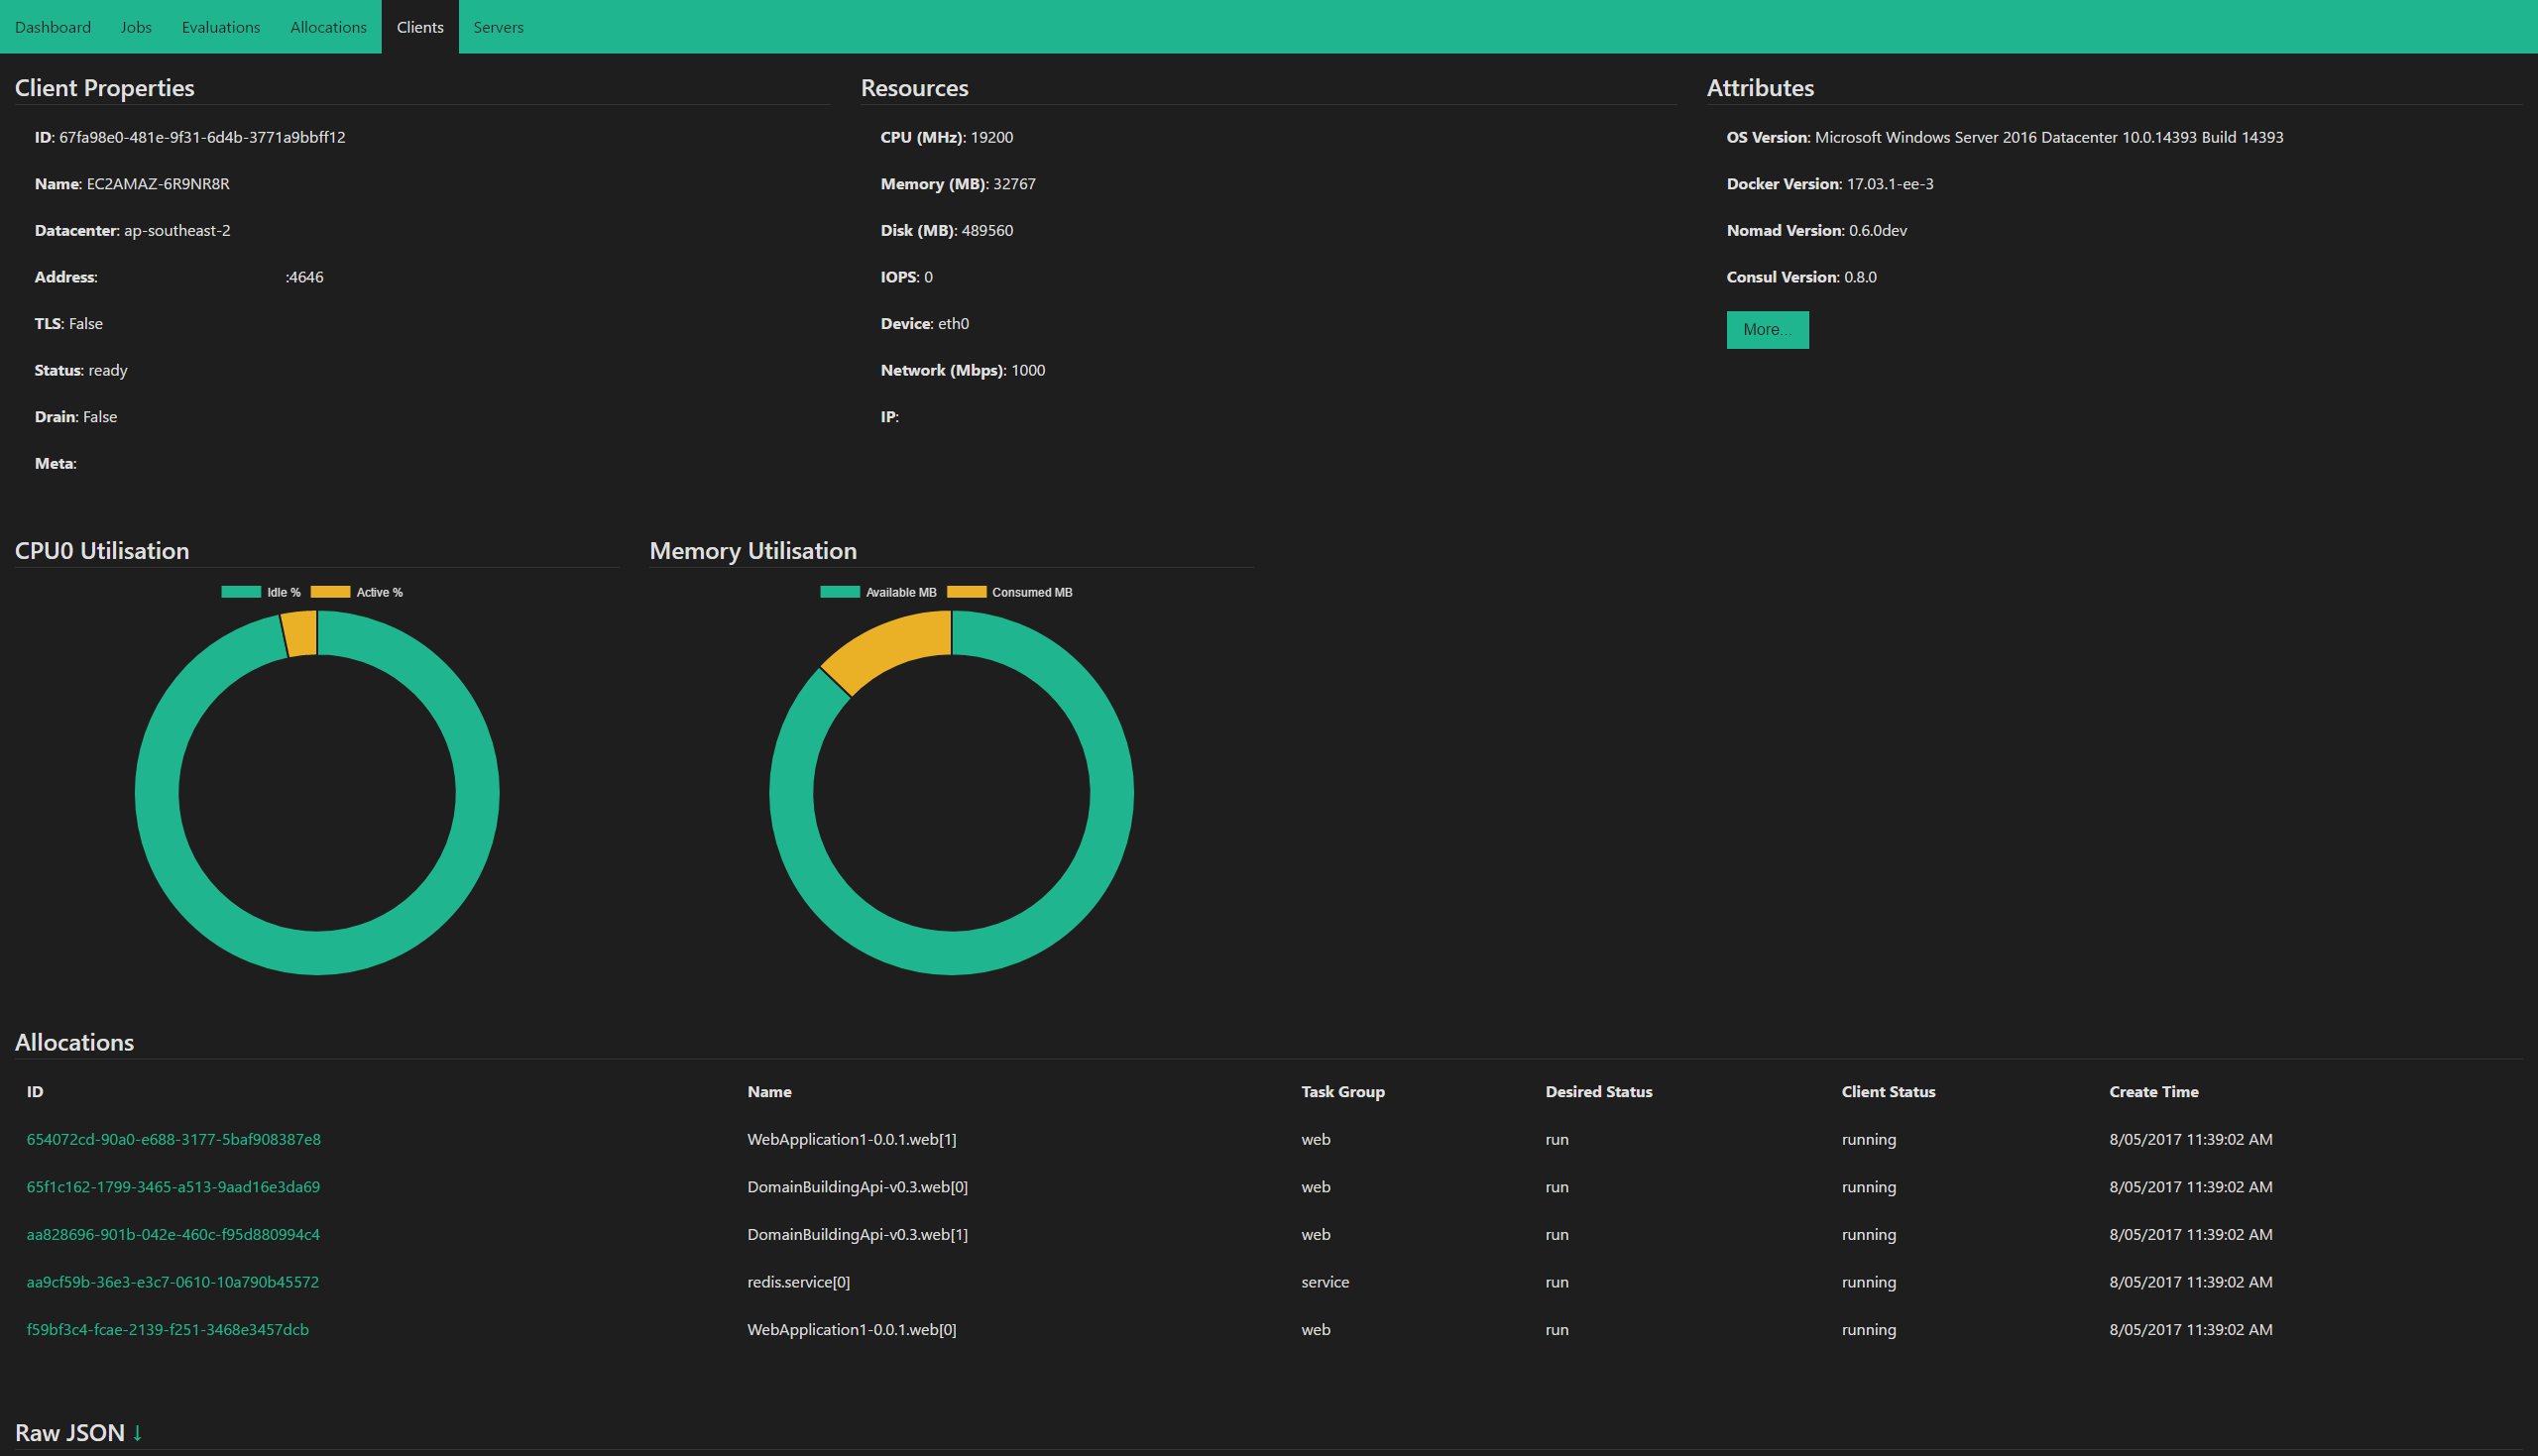 Dashboard Jobs Evaluations Allocations Clients Servers
Client Properties
ID: 67fa98e0-481e-9f31-6d4b-3771a9bbff12
Name: EC2AMAZ-6R9NR8R
Datacenter: ap-southeast-2
Address: :4646
TLS: False
Status: ready
Drain: False
Meta:
Resources
CPU (MHz): 19200
Memory (MB): 32767
Disk (MB): 489560
IOPS: 0
Device: eth0
Network (Mbps): 1000
IP:
Attributes
OS Version: Microsoft Windows Server 2016 Datacenter 10.0.14393 Build 14393
Docker Version: 17.03.1-ee-3
Nomad Version: 0.6.0dev
Consul Version: 0.8.0
More...
CPU0 Utilisation
Idle % Active %
Memory Utilisation
Available MB Consumed MB
Allocations
ID Name Task Group Desired Status Client Status Create Time
654072cd-90a0-e688-3177-5baf908387e8 WebApplication1-0.0.1.web[1] web run running 8/05/2017 11:39:02 AM
65f1c162-1799-3465-a513-9aad16e3da69 DomainBuildingApi-v0.3.web[0] web run running 8/05/2017 11:39:02 AM
aa828696-901b-042e-460c-f95d880994c4 DomainBuildingApi-v0.3.web[1] web run running 8/05/2017 11:39:02 AM
aa9cf59b-36e3-e3c7-0610-10a790b45572 redis.service[0] service run running 8/05/2017 11:39:02 AM
f59bf3c4-fcae-2139-f251-3468e3457dcb WebApplication1-0.0.1.web[0] web run running 8/05/2017 11:39:02 AM
Raw JSON ↓